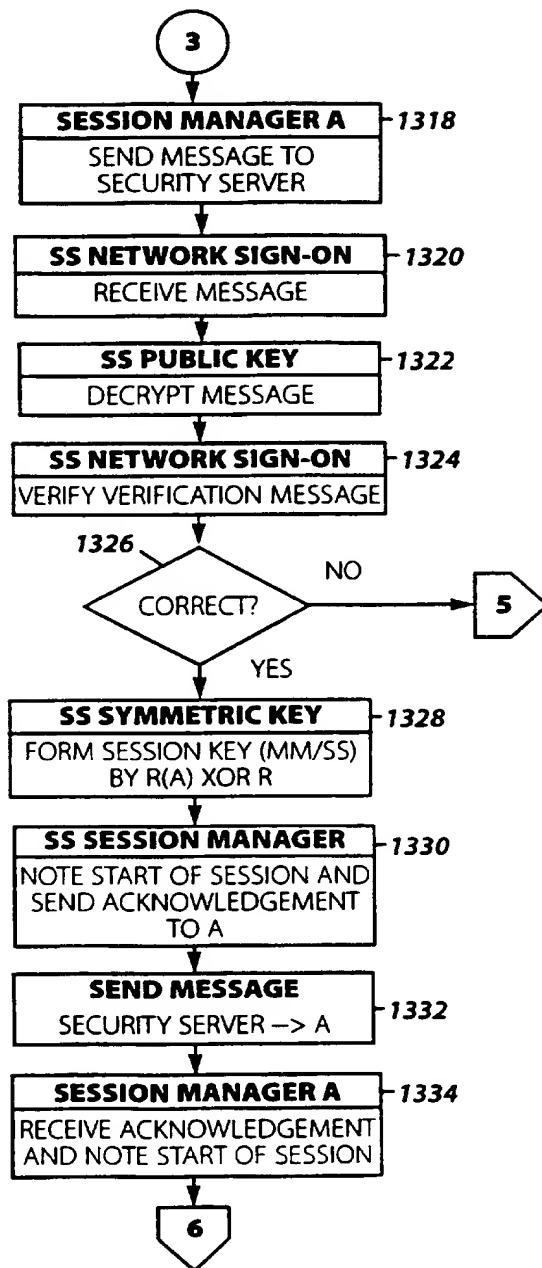 3
SESSION MANAGER A
1318
SEND MESSAGE TO
SECURITY SERVER
SS NETWORK SIGN-ON
1320
RECEIVE MESSAGE
SS PUBLIC KEY
1322
DECRYPT MESSAGE
SS NETWORK SIGN-ON
1324
VERIFY VERIFICATION MESSAGE
1326
CORRECT?
NO
5
YES
SS SYMMETRIC KEY
1328
FORM SESSION KEY (MM/SS)
BY R(A) XOR R
SS SESSION MANAGER
1330
NOTE START OF SESSION AND
SEND ACKNOWLEDGEMENT
TO A
SEND MESSAGE
1332
SECURITY SERVER –> A
SESSION MANAGER A
1334
RECEIVE ACKNOWLEDGEMENT
AND NOTE START OF SESSION
6